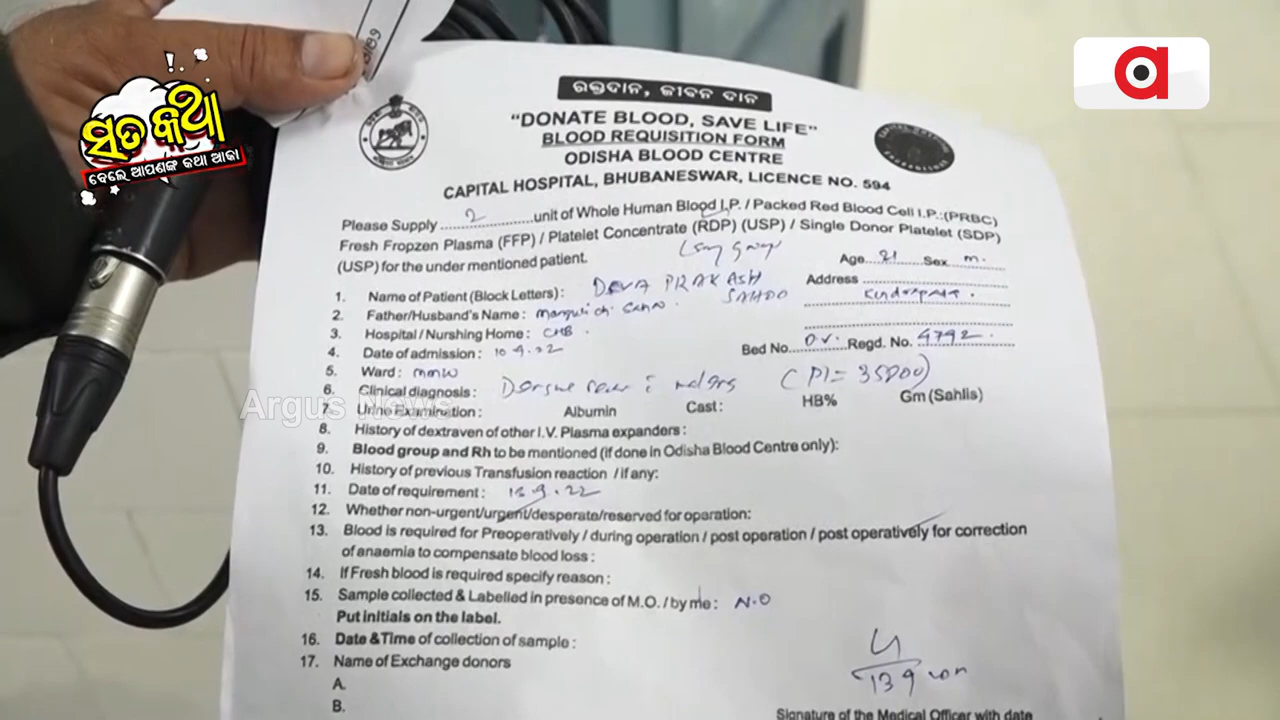 ସତ କଥା
ବେଳେ ଆପଣଙ୍କ କଥା ଆକା
a
ରକ୍ତଦାନ, ଜୀବନ ଦାନ
"DONATE BLOOD, SAVE LIFE"
BLOOD REQUISITION FORM
ODISHA BLOOD CENTRE
CAPITAL HOSPITAL, BHUBANESWAR, LICENCE NO. 594
Please Supply 2 unit of Whole Human Blood I.P. / Packed Red Blood Cell I.P.:(PRBC)
Fresh Fropzen Plasma (FFP) / Platelet Concentrate (RDP) (USP) / Single Donor Platelet (SDP)
(USP) for the under mentioned patient.
Age 21 Sex m.
1. Name of Patient (Block Letters): DEVA PRAKASH SAHOO
Address
2. Father/Husband's Name:
3. Hospital / Nurshing Home: CHB.
4. Date of admission: 10.9.22
Bed No. Regd. No. 4792
5. Ward: mmw
6. Clinical diagnosis: (Pl= 35000)
7. Urine Examination: Albumin Cast: HB% Gm (Sahlis)
8. History of dextraven of other I.V. Plasma expanders:
9. Blood group and Rh to be mentioned (if done in Odisha Blood Centre only):
10. History of previous Transfusion reaction / if any:
11. Date of requirement: 13.9.22
12. Whether non-urgent/urgent/desperate/reserved for oparation:
13. Blood is required for Preoperatively / during operation / post operation / post operatively for correction
of anaemia to compensate blood loss:
14. If Fresh blood is required specify reason:
15. Sample collected & Labelled in presence of M.O. / by me: N.O
Put initials on the label.
16. Date & Time of collection of sample:
17. Name of Exchange donors
A.
B.
Signature of the Medical Officer with date
Argus News